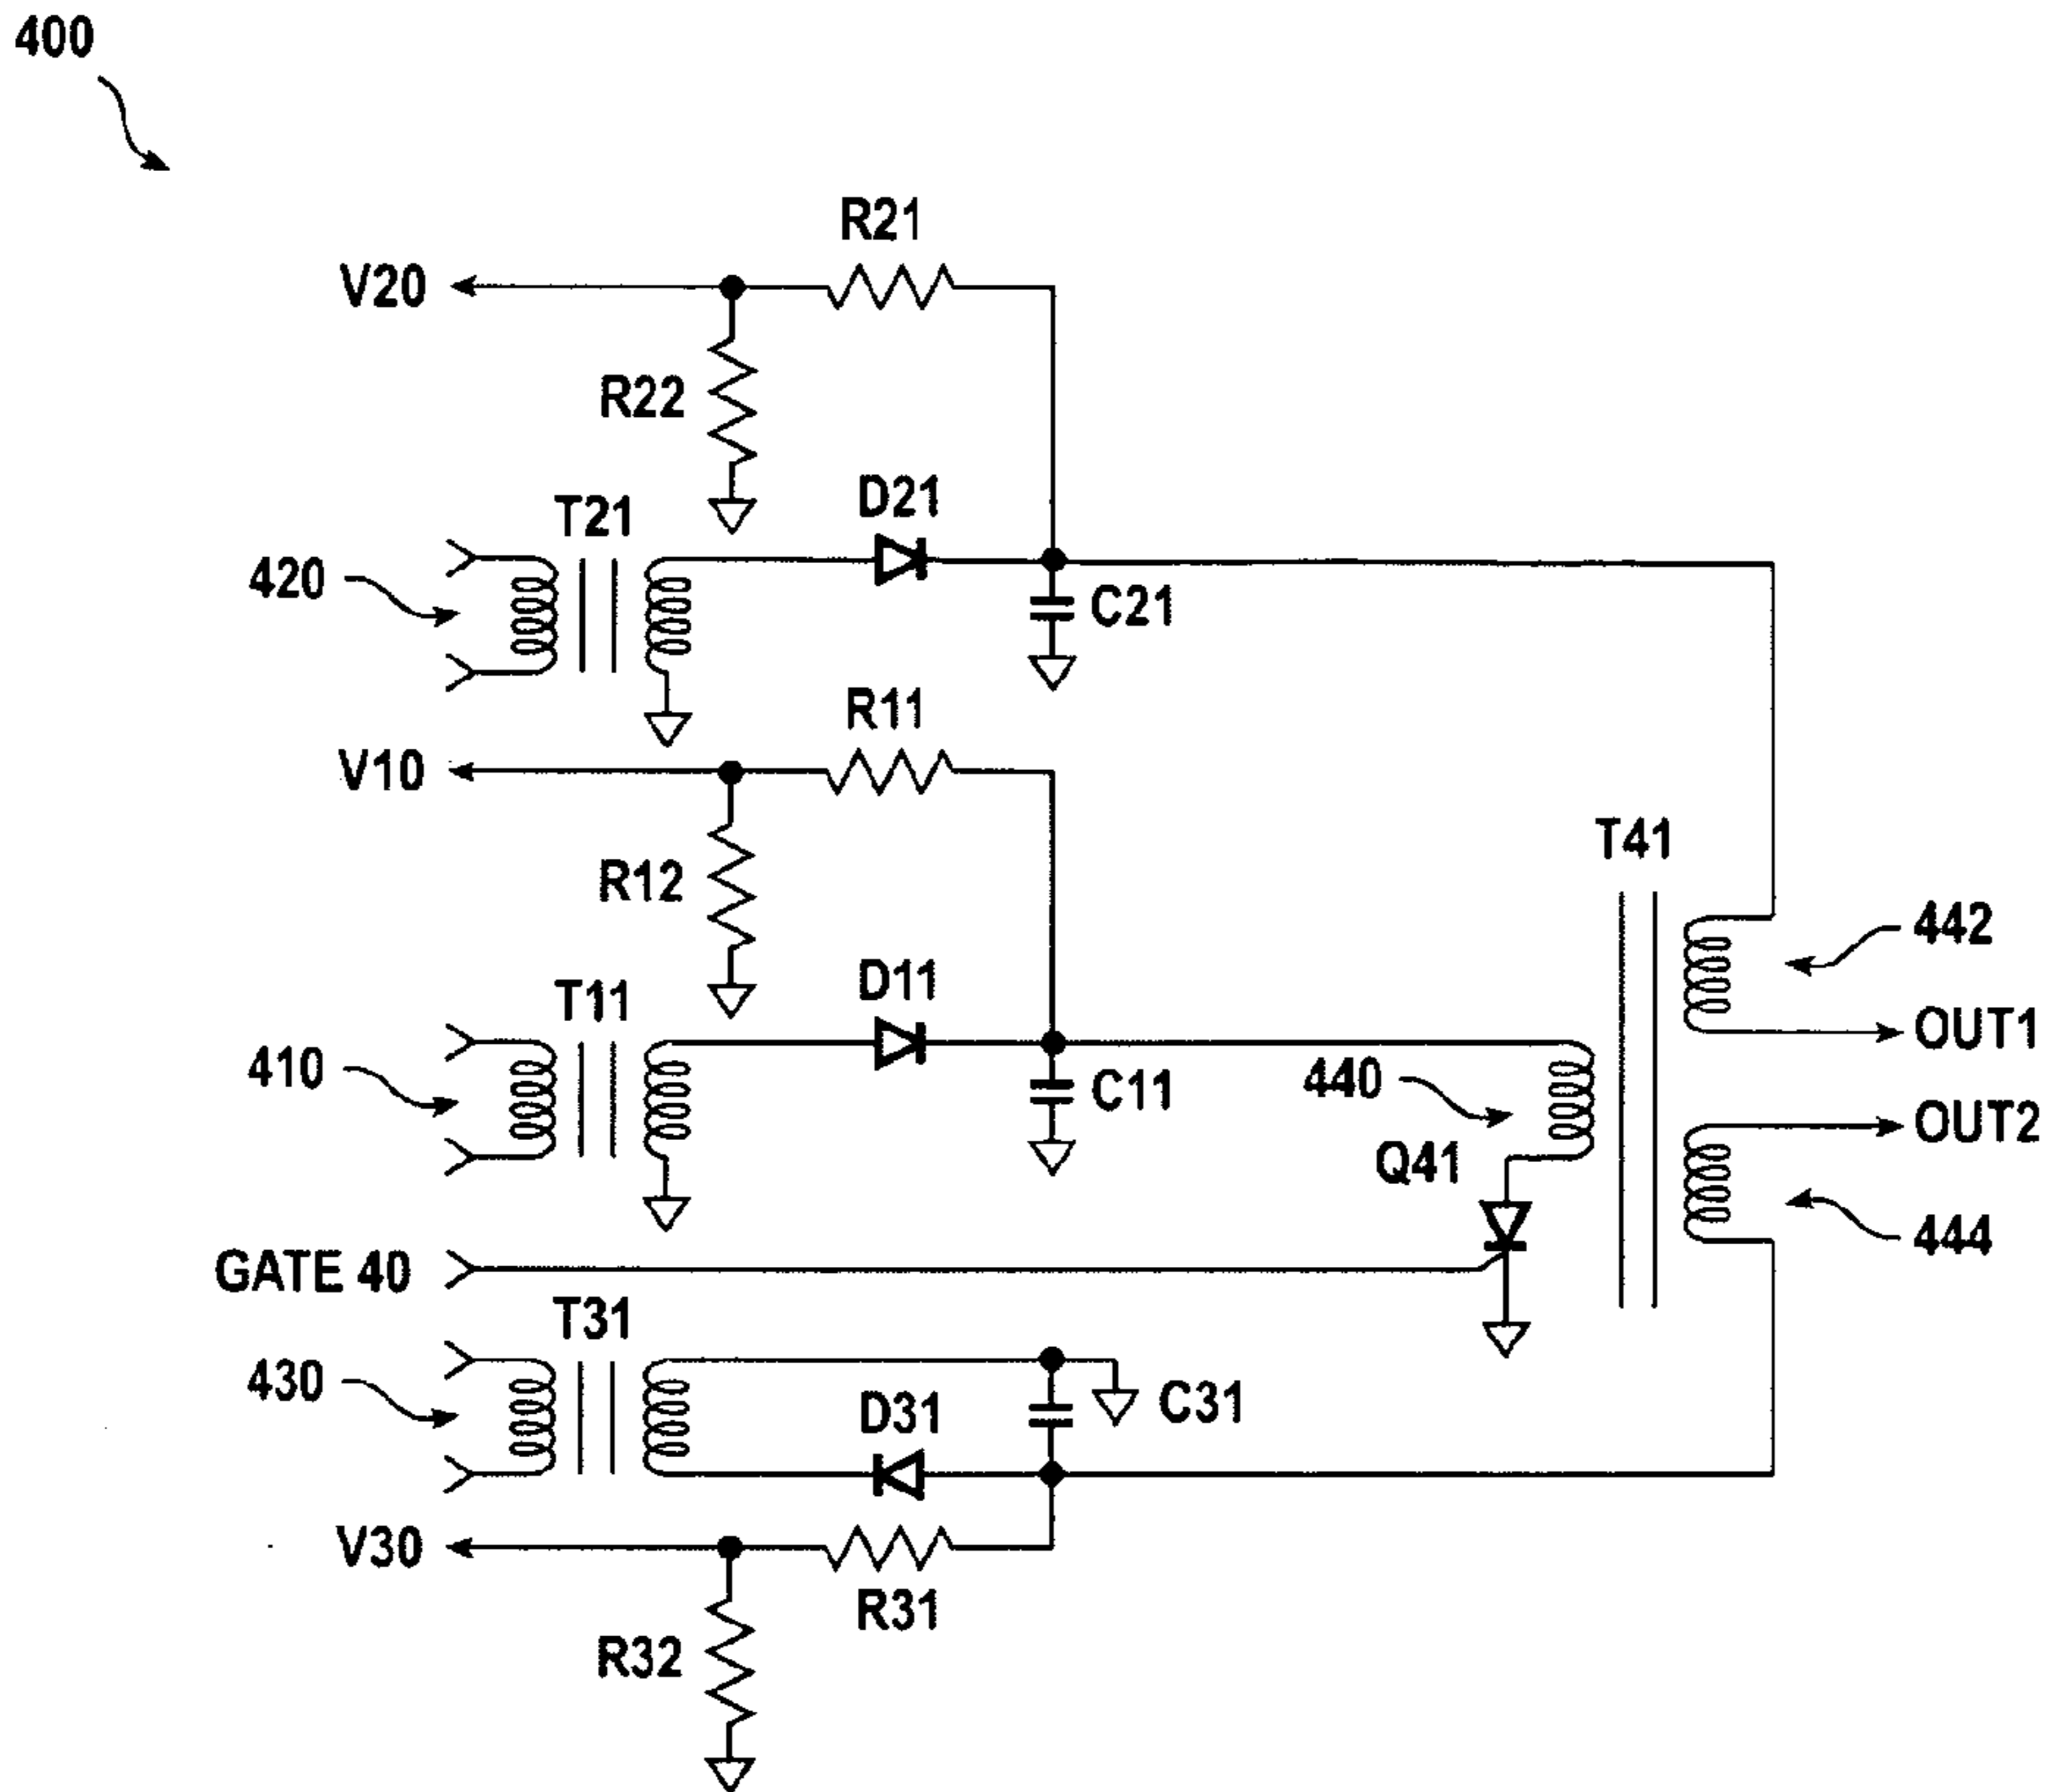 400
R21
V20
R22
D21
T21
420
C21
R11
V10
T41
R12
442
D11
T11
OUT1
410
C11
440
OUT2
Q41
444
GATE 40
T31
430
D31
C31
V30
R31
R32